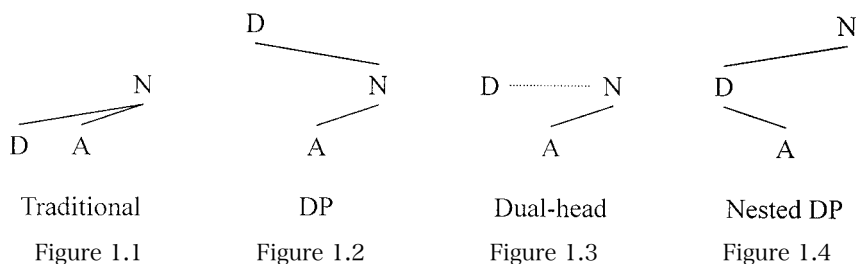 D N
N D N D
D A A A A
Traditional DP Dual-head Nested DP
Figure 1.1 Figure 1.2 Figure 1.3 Figure 1.4